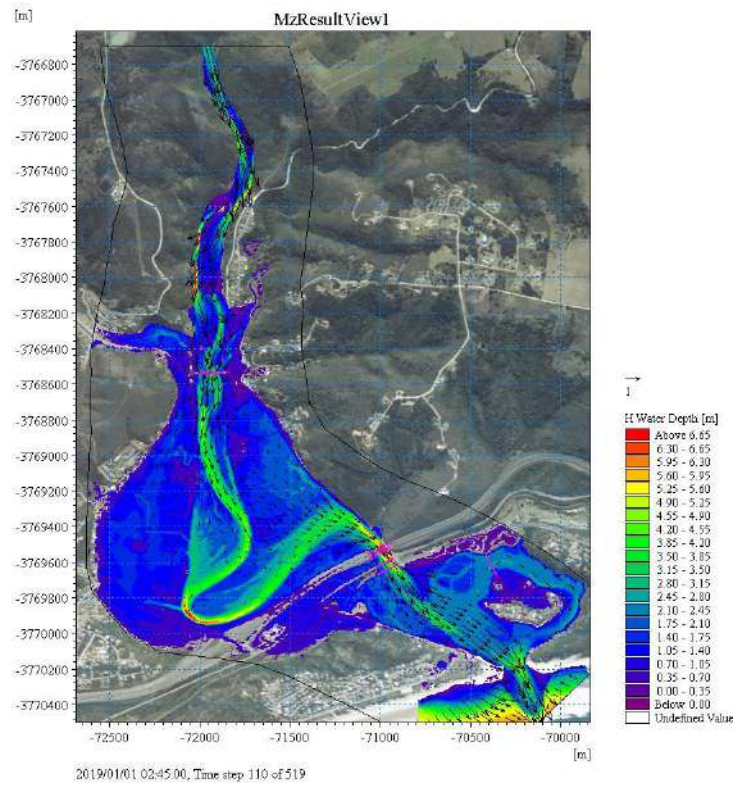 [m]
MzResultView1
-3766800
-3767000
-3767200
-3767400
-3767600
-3767800
-3768000
-3768200
-3768400
-3768600
-3768800
-3769000
-3769200
-3769400
-3769600
-3769800
-3770000
-3770200
-3770400
-72500
-72000
-71500
-71000
-70500
-70000
[m]
1
H Water Depth [m]
Above 6.65
6.30 - 6.65
5.95 - 6.30
5.60 - 5.95
5.25 - 5.60
4.90 - 5.25
4.55 - 4.90
4.20 - 4.55
3.85 - 4.20
3.50 - 3.85
3.15 - 3.50
2.80 - 3.15
2.45 - 2.80
2.10 - 2.45
1.75 - 2.10
1.40 - 1.75
1.05 - 1.40
0.70 - 1.05
0.35 - 0.70
0.00 - 0.35
Below 0.00
Undefined Value
2019/01/01 02:45:00, Time step 110 of 519